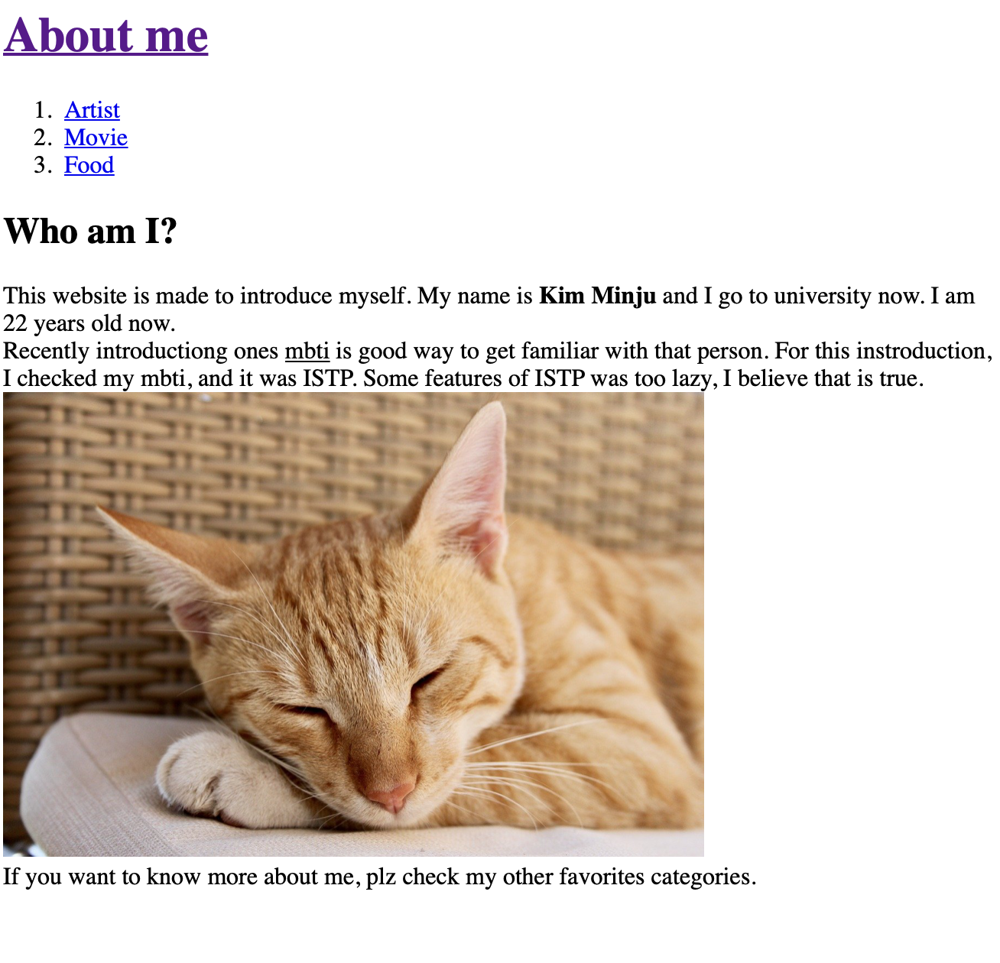 About me
1. Artist
2. Movie
3. Food
Who am I?
This website is made to introduce myself. My name is Kim Minju and I go to university now. I am
22 years old now.
Recently introductiong ones mbti is good way to get familiar with that person. For this instroduction,
I checked my mbti, and it was ISTP. Some features of ISTP was too lazy, I believe that is true.
If you want to know more about me, plz check my other favorites categories.